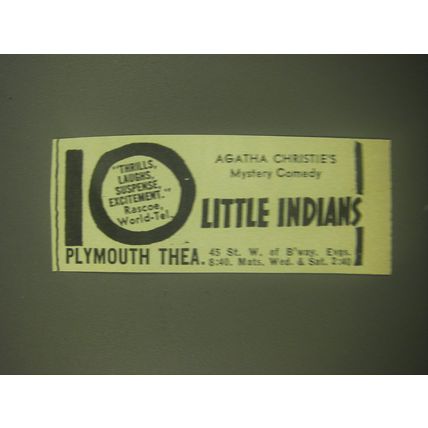 10
"THRILLS,
LAUGHS,
SUSPENSE,
EXCITEMENT."
Rascoe,
World-Tel.
AGATHA CHRISTIE'S
Mystery Comedy
LITTLE INDIANS
PLYMOUTH THEA. 45 St. W. of B'way. Evgs.
8:40. Mats. Wed. & Sat. 2:40